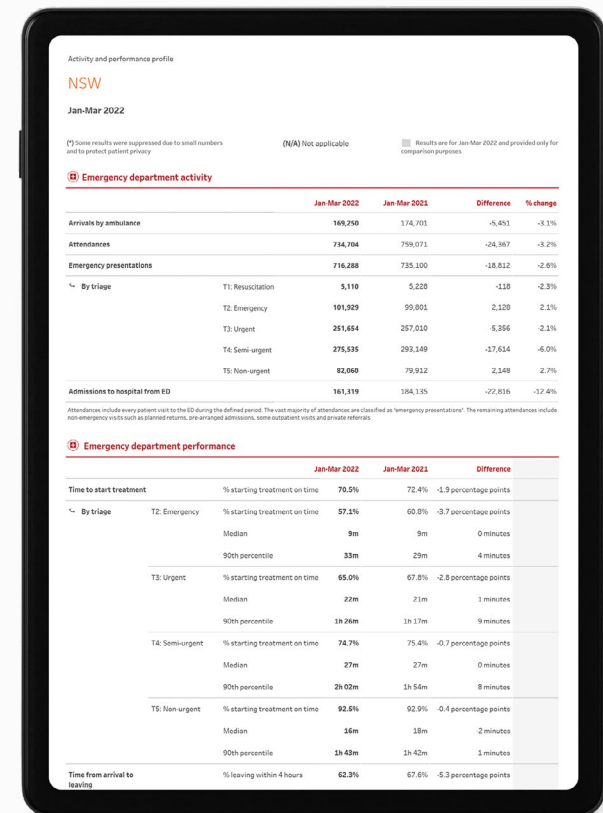 Activity and performance profile
NSW
Jan-Mar 2022
(*) Some results were suppressed due to small numbers and to protect patient privacy
(N/A) Not applicable
Results are for Jan-Mar 2022 and provided only for comparison purposes
Emergency department activity
Jan-Mar 2022 Jan-Mar 2021 Difference % change
Arrivals by ambulance 169,250 174,701 -5,451 -3.1%
Attendances 734,704 759,071 -24,367 -3.2%
Emergency presentations 716,288 735,100 -18,812 -2.6%
By triage T1: Resuscitation 5,110 5,228 -118 -2.3%
T2: Emergency 101,929 99,801 2,128 2.1%
T3: Urgent 251,654 257,010 -5,356 -2.1%
T4: Semi-urgent 275,535 293,149 -17,614 -6.0%
T5: Non-urgent 82,060 79,912 2,148 2.7%
Admissions to hospital from ED 161,319 184,135 -22,816 -12.4%
Attendances include every patient visit to the ED during the defined period. The vast majority of attendances are classified as 'emergency presentations'. The remaining attendances include
non-emergency visits such as planned returns, pre-arranged admissions, some outpatient visits and private referrals
Emergency department performance
Jan-Mar 2022 Jan-Mar 2021 Difference
Time to start treatment % starting treatment on time 70.5% 72.4% -1.9 percentage points
By triage T2: Emergency % starting treatment on time 57.1% 60.8% -3.7 percentage points
Median 9m 9m 0 minutes
90th percentile 33m 29m 4 minutes
T3: Urgent % starting treatment on time 65.0% 67.8% -2.8 percentage points
Median 22m 21m 1 minutes
90th percentile 1h 26m 1h 17m 9 minutes
T4: Semi-urgent % starting treatment on time 74.7% 75.4% -0.7 percentage points
Median 27m 27m 0 minutes
90th percentile 2h 02m 1h 54m 8 minutes
T5: Non-urgent % starting treatment on time 92.5% 92.9% -0.4 percentage points
Median 16m 18m -2 minutes
90th percentile 1h 43m 1h 42m 1 minutes
Time from arrival to leaving % leaving within 4 hours 62.3% 67.6% -5.3 percentage points